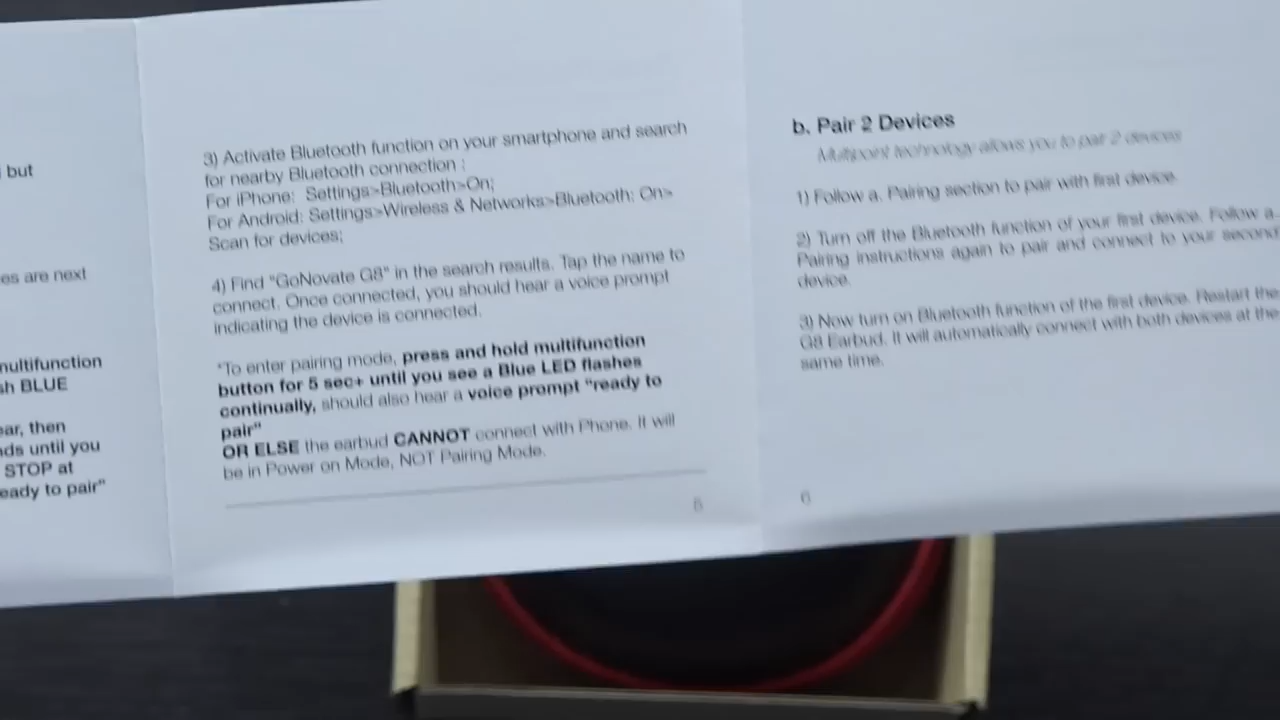 but
es are next
multifunction
sh BLUE
ear, then
nds until you
STOP at
eady to pair"
3) Activate Bluetooth function on your smartphone and search
for nearby Bluetooth connection :
For iPhone: Settings>Bluetooth>On;
For Android: Settings>Wireless & Networks>Bluetooth: On>
Scan for devices;
4) Find "GoNovate G8" in the search results. Tap the name to
connect. Once connected, you should hear a voice prompt
indicating the device is connected.
*To enter pairing mode, press and hold multifunction
button for 5 sec+ until you see a Blue LED flashes
continually, should also hear a voice prompt "ready to
pair"
OR ELSE the earbud CANNOT connect with Phone. It will
be in Power on Mode, NOT Pairing Mode.
5
b. Pair 2 Devices
Multipoint technology allows you to pair 2 devices
1) Follow a. Pairing section to pair with first device.
2) Turn off the Bluetooth function of your first device. Follow a.
Pairing instructions again to pair and connect to your second
device.
3) Now turn on Bluetooth function of the first device. Restart the
G8 Earbud. It will automatically connect with both devices at the
same time.
6